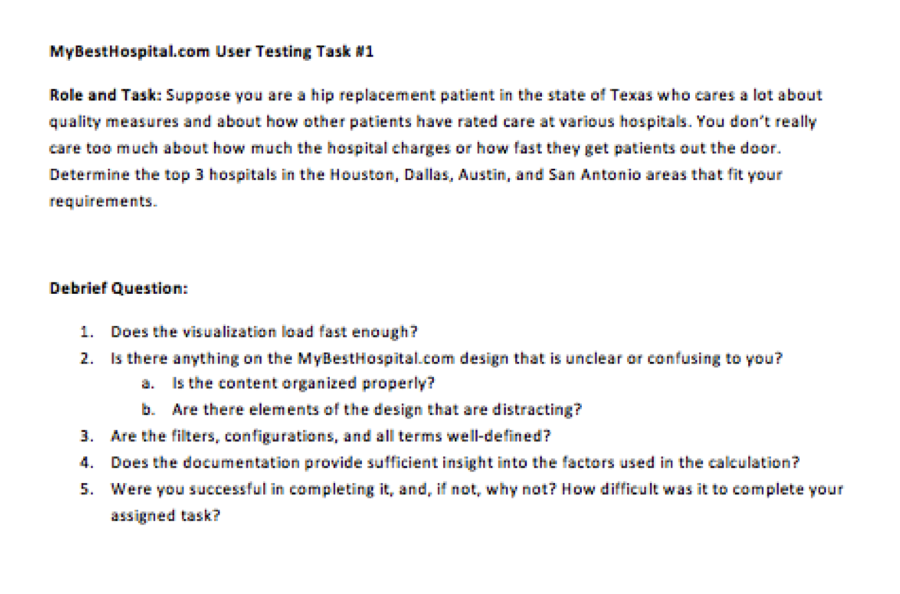 MyBestHospital.com User Testing Task #1
Role and Task: Suppose you are a hip replacement patient in the state of Texas who cares a lot about
quality measures and about how other patients have rated care at various hospitals. You don't really
care too much about how much the hospital charges or how fast they get patients out the door.
Determine the top 3 hospitals in the Houston, Dallas, Austin, and San Antonio areas that fit your
requirements.
Debrief Question:
1. Does the visualization load fast enough?
2. Is there anything on the MyBestHospital.com design that is unclear or confusing to you?
a. Is the content organized properly?
b. Are there elements of the design that are distracting?
3. Are the filters, configurations, and all terms well-defined?
4. Does the documentation provide sufficient insight into the factors used in the calculation?
5. Were you successful in completing it, and, if not, why not? How difficult was it to complete your
assigned task?